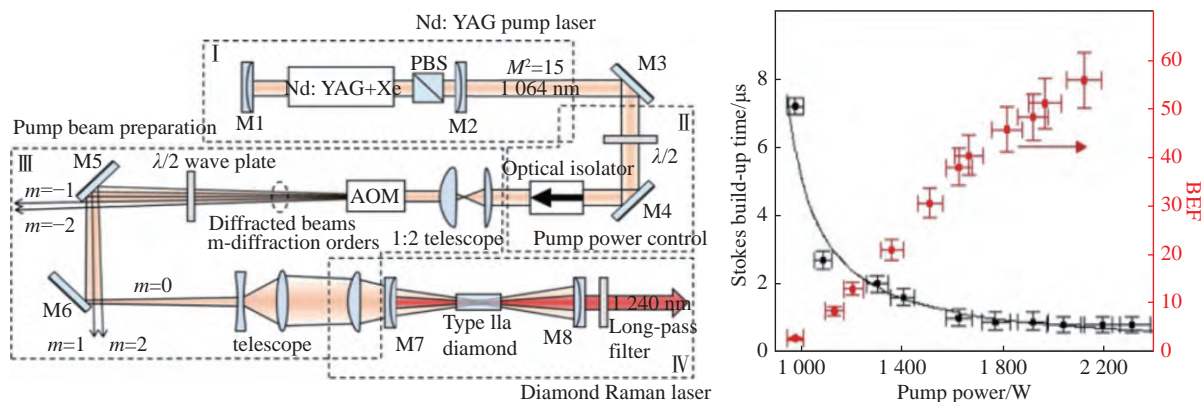 Nd: YAG pump laser
I
PBS
M²=15
1 064 nm
M3
Nd: YAG+Xe
M1
M2
II
Pump beam preparation
III
M5
λ/2 wave plate
λ/2
Optical isolator
m=−1
m=−2
AOM
M4
Diffracted beams
m-diffraction orders
1:2 telescope
Pump power control
M6
m=0
1 240 nm
m=1
m=2
telescope
M7
Type IIa
diamond
M8
Long-pass
filter
IV
Diamond Raman laser
Stokes build-up time/μs
8
6
4
2
0
1 000
1 400
1 800
2 200
Pump power/W
60
50
40
30
20
10
0
BEF